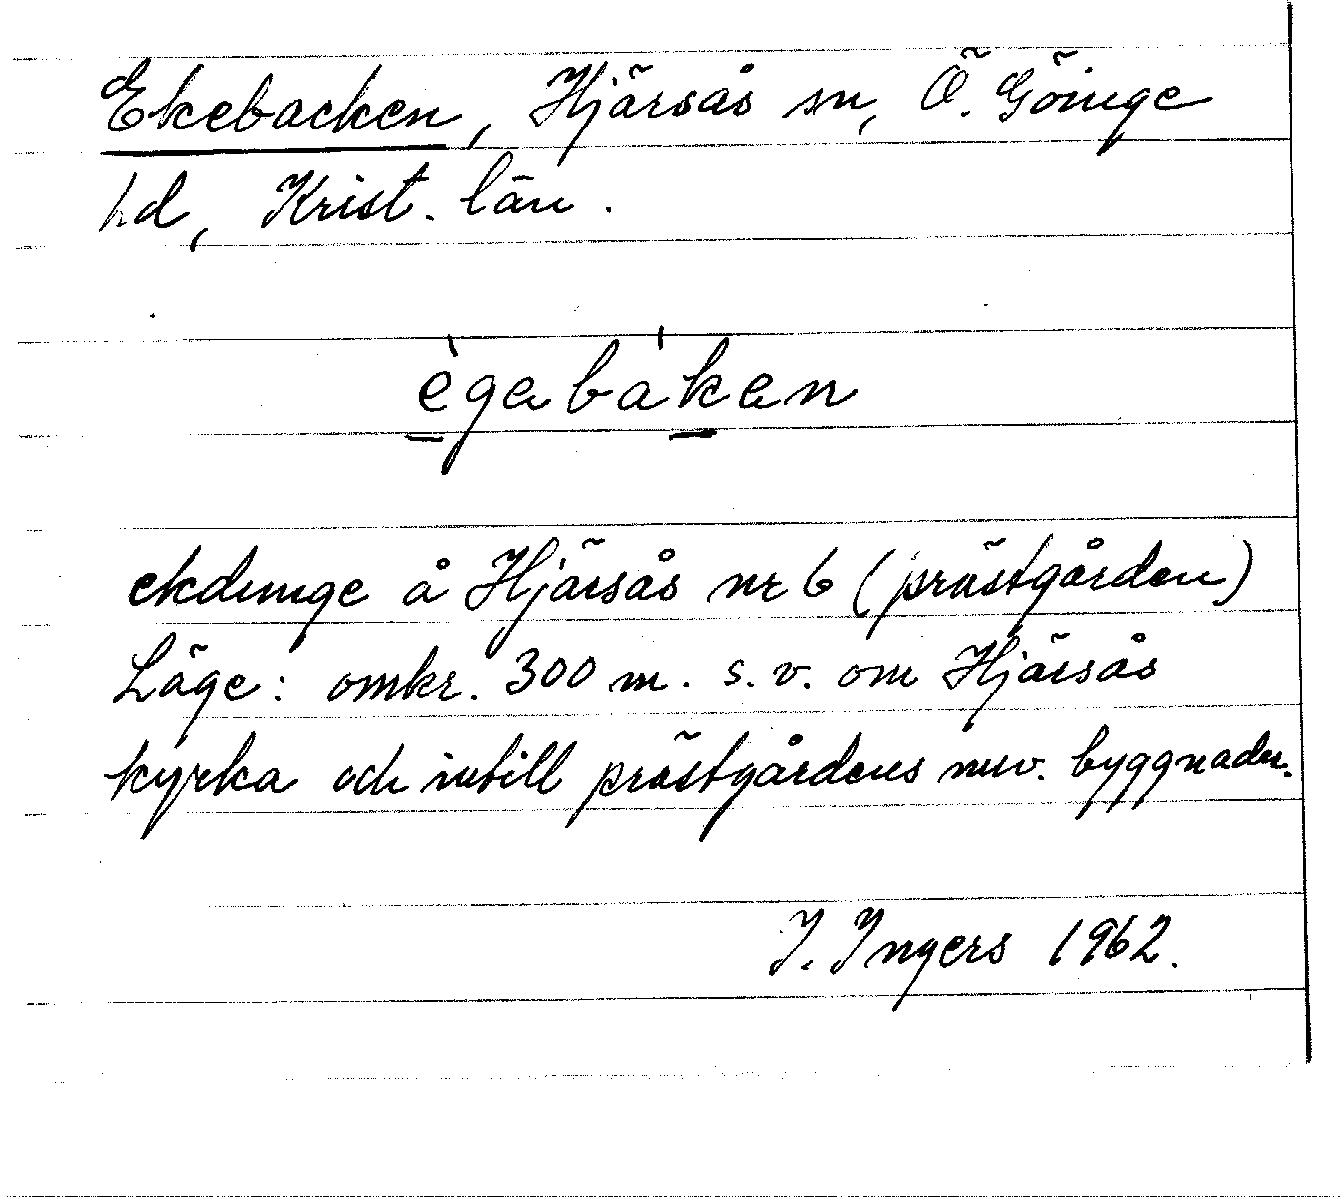 Ekebacken, Hjärsås sn, Ö. Göinge
hd, Krist. län.
ègabákan
ekdunge å Hjärsås nr 6 (prästgården)
Läge: omkr. 300 m. s.v. om Hjärsås
kyrka och intill prästgårdens nuv. byggnader.
I. Ingers 1962.